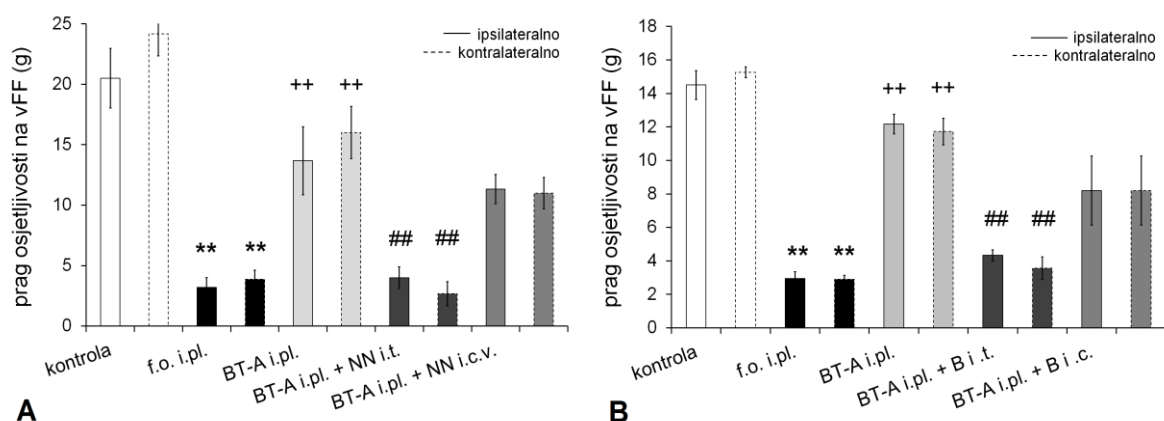 prag osjetljivosti na vFF (g)
25
20
15
10
5
0
ipsilateralno
kontralateralno
**
**
++
++
##
##
kontrola
f.o. i.pl.
BT-A i.pl.
BT-A i.pl. + NN i.t.
BT-A i.pl. + NN i.c.v.
A
prag osjetljivosti na vFF (g)
18
16
14
12
10
8
6
4
2
0
ipsilateralno
kontralateralno
**
**
++
++
##
##
kontrola
f.o. i.pl.
BT-A i.pl.
BT-A i.pl. + B i .t.
BT-A i.pl. + B i .c.
B